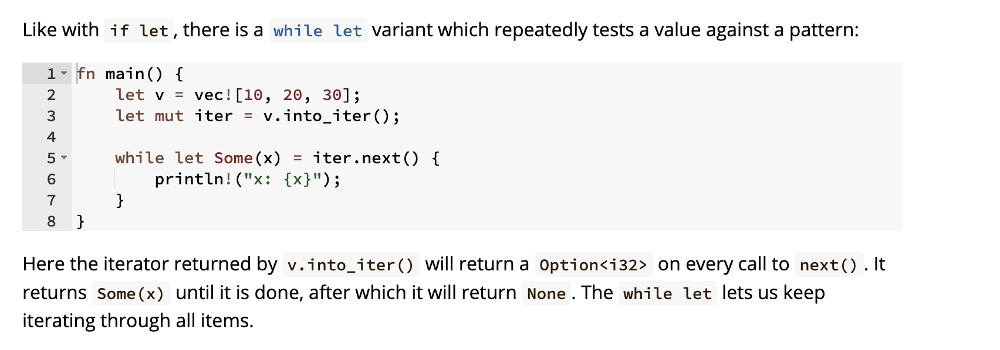 Like with if let, there is a while let variant which repeatedly tests a value against a pattern:
1 fn main() {
2     let v = vec![10, 20, 30];
3     let mut iter = v.into_iter();
4
5     while let Some(x) = iter.next() {
6         println!("x: {x}");
7     }
8 }
Here the iterator returned by v.into_iter() will return a Option<i32> on every call to next(). It
returns Some(x) until it is done, after which it will return None. The while let lets us keep
iterating through all items.